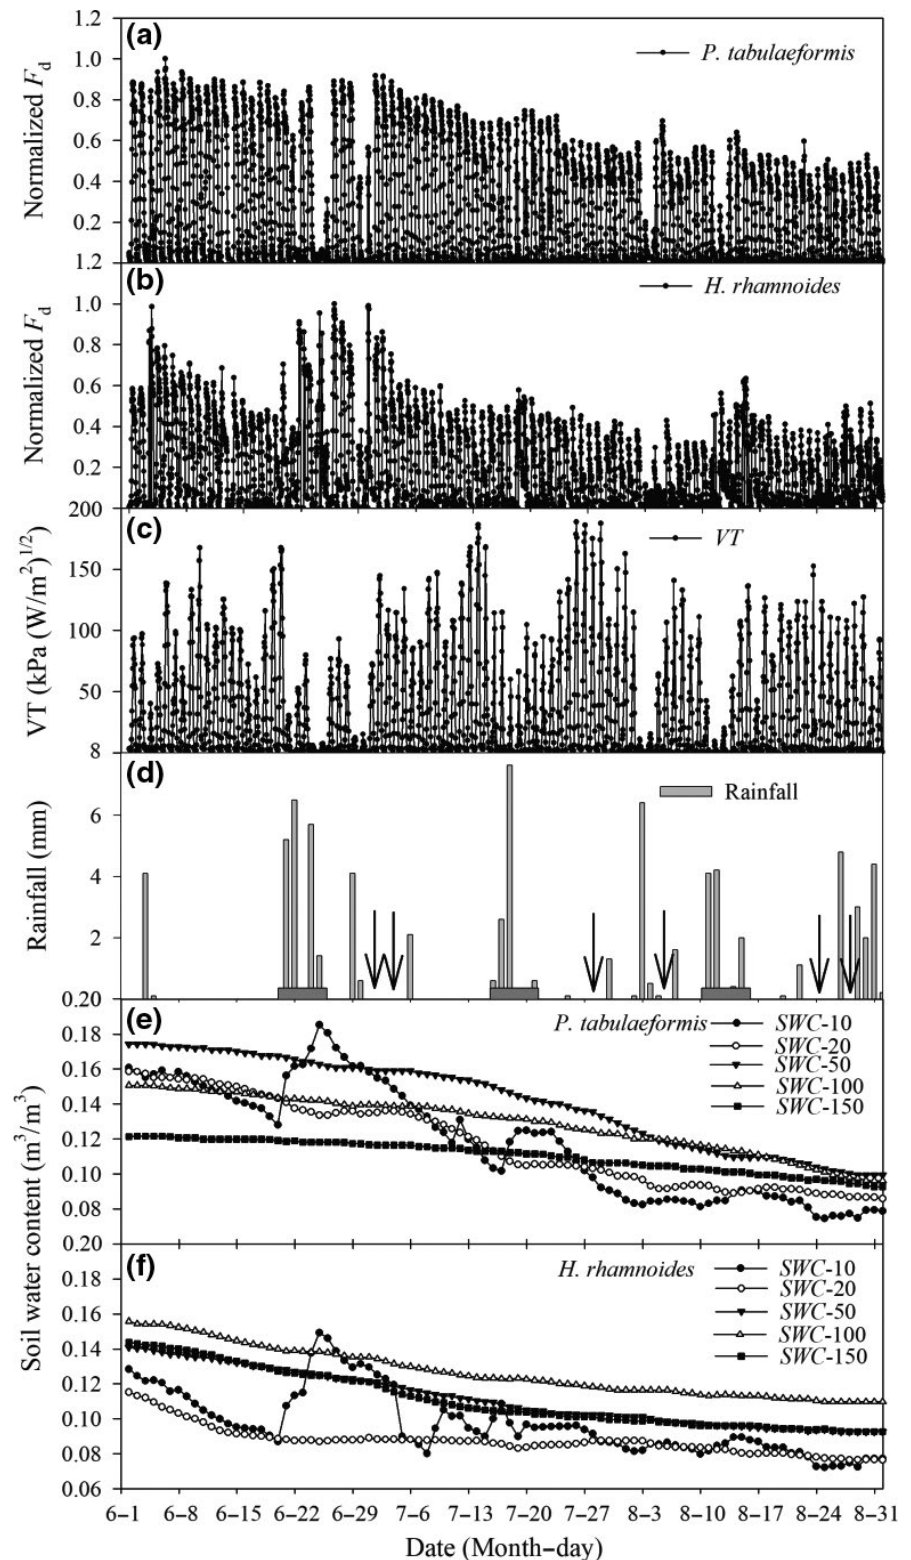 (a)
P. tabulaeformis
1.2
1.0
0.8
0.6
0.4
0.2
Normalized Fd
(b)
H. rhamnoides
1.2
1.0
0.8
0.6
0.4
0.2
Normalized Fd
(c)
VT
200
150
100
50
8
VT (kPa (W/m²)^1/2)
(d)
Rainfall
6
4
2
Rainfall (mm)
(e)
P. tabulaeformis
SWC-10
SWC-20
SWC-50
SWC-100
SWC-150
0.20
0.18
0.16
0.14
0.12
0.10
0.08
Soil water content (m³/m³)
(f)
H. rhamnoides
SWC-10
SWC-20
SWC-50
SWC-100
SWC-150
0.20
0.18
0.16
0.14
0.12
0.10
0.08
0.06
6–1 6–8 6–15 6–22 6–29 7–6 7–13 7–20 7–27 8–3 8–10 8–17 8–24 8–31
Date (Month–day)